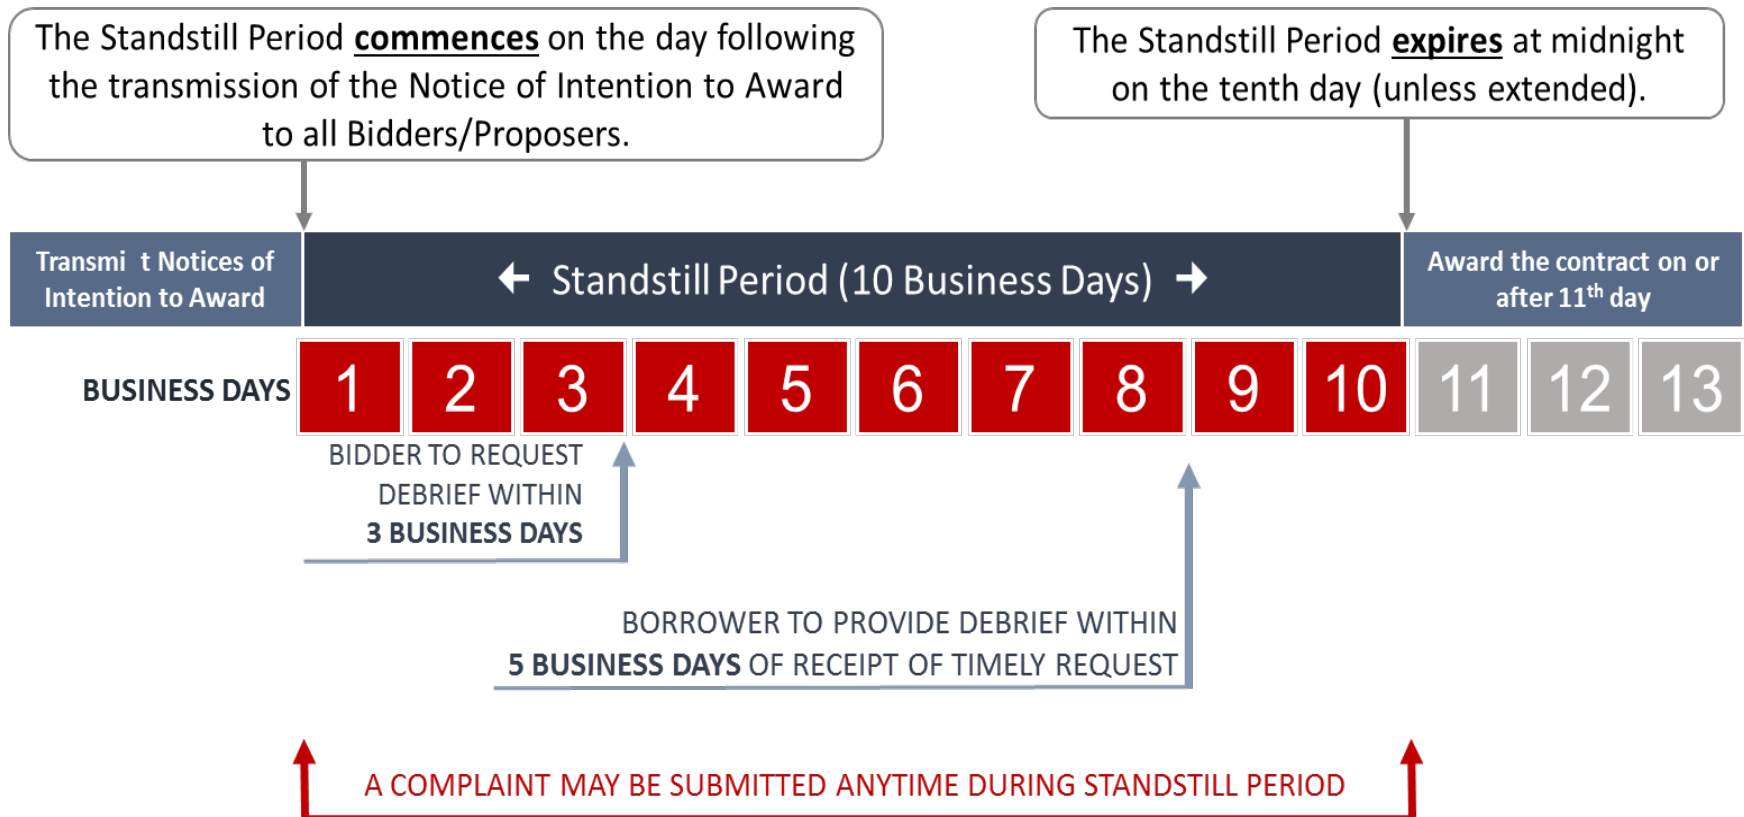 The Standstill Period commences on the day following
the transmission of the Notice of Intention to Award
to all Bidders/Proposers.
The Standstill Period expires at midnight
on the tenth day (unless extended).
Transmi t Notices of
Intention to Award
← Standstill Period (10 Business Days) →
Award the contract on or
after 11th day
BUSINESS DAYS 1 2 3 4 5 6 7 8 9 10 11 12 13
BIDDER TO REQUEST
DEBRIEF WITHIN
3 BUSINESS DAYS
BORROWER TO PROVIDE DEBRIEF WITHIN
5 BUSINESS DAYS OF RECEIPT OF TIMELY REQUEST
A COMPLAINT MAY BE SUBMITTED ANYTIME DURING STANDSTILL PERIOD